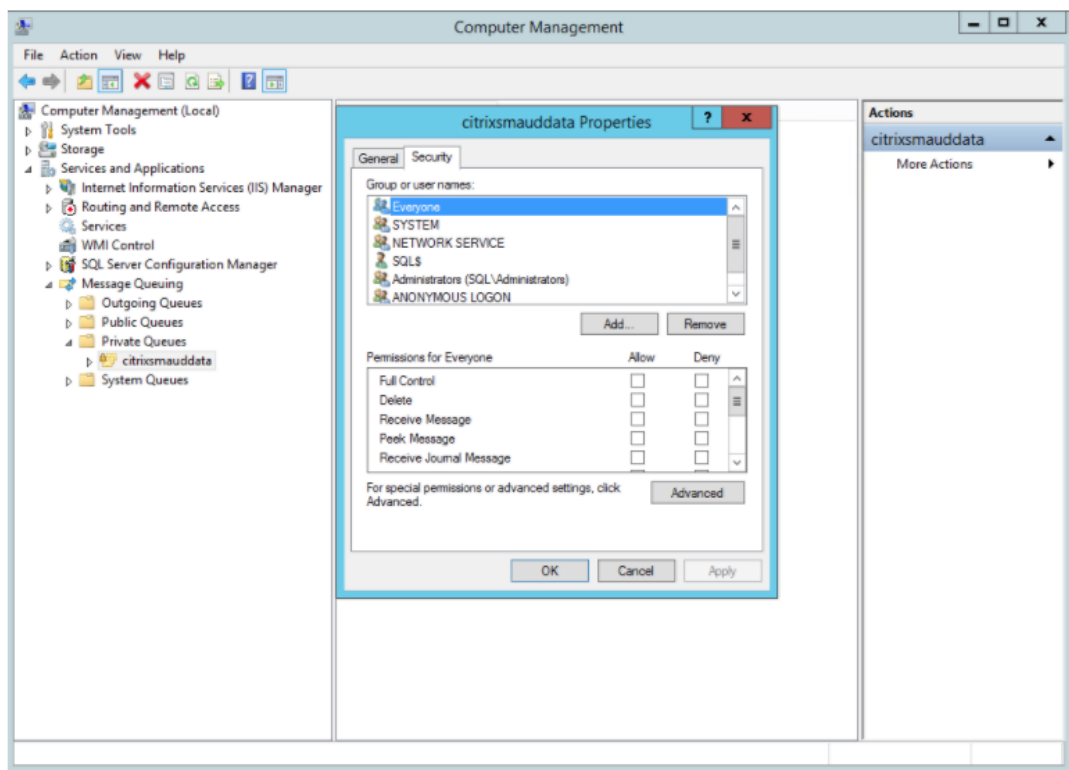 Computer Management
File Action View Help
Computer Management (Local)
System Tools
Storage
Services and Applications
Internet Information Services (IIS) Manager
Routing and Remote Access
Services
WMI Control
SQL Server Configuration Manager
Message Queuing
Outgoing Queues
Public Queues
Private Queues
citrixsmauddata
System Queues
citrixsmauddata Properties
? x
General Security
Group or user names:
Everyone
SYSTEM
NETWORK SERVICE
SQL$
Administrators (SQL\Administrators)
ANONYMOUS LOGON
Add... Remove
Permissions for Everyone Allow Deny
Full Control
Delete
Receive Message
Peek Message
Receive Journal Message
For special permissions or advanced settings, click
Advanced.
Advanced
OK Cancel Apply
Actions
citrixsmauddata
More Actions